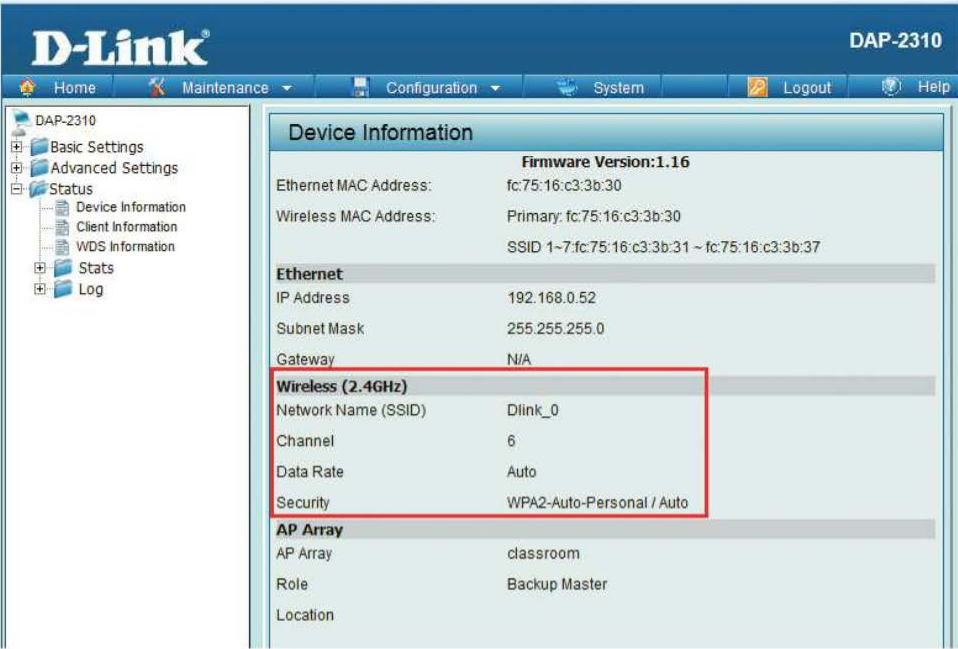 D-Link®
DAP-2310
Home Maintenance Configuration System Logout Help
DAP-2310
Basic Settings
Advanced Settings
Status
Device Information
Client Information
WDS Information
Stats
Log
Device Information
Firmware Version:1.16
Ethernet MAC Address: fc:75:16:c3:3b:30
Wireless MAC Address: Primary: fc:75:16:c3:3b:30
SSID 1~7:fc:75:16:c3:3b:31 ~ fc:75:16:c3:3b:37
Ethernet
IP Address 192.168.0.52
Subnet Mask 255.255.255.0
Gateway N/A
Wireless (2.4GHz)
Network Name (SSID) Dlink_0
Channel 6
Data Rate Auto
Security WPA2-Auto-Personal / Auto
AP Array
AP Array classroom
Role Backup Master
Location